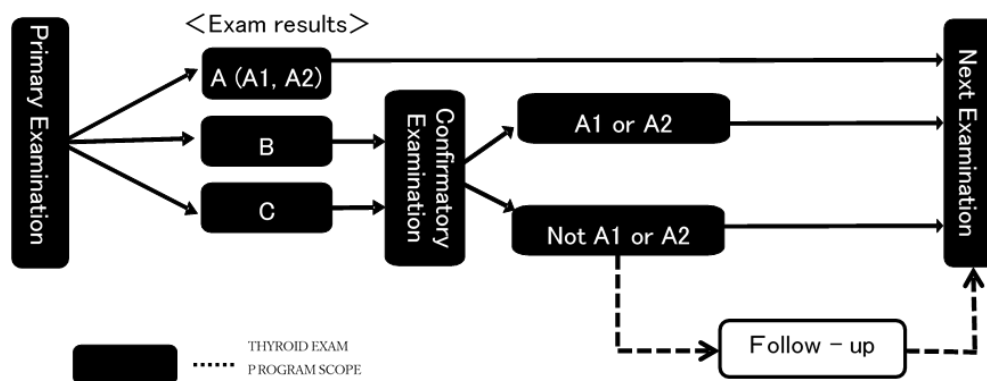 Primary Examination
<Exam results>
A (A1, A2)
B
C
Confirmatory
Examination
A1 or A2
Not A1 or A2
Next Examination
Follow - up
THYROID EXAM
PROGRAM SCOPE